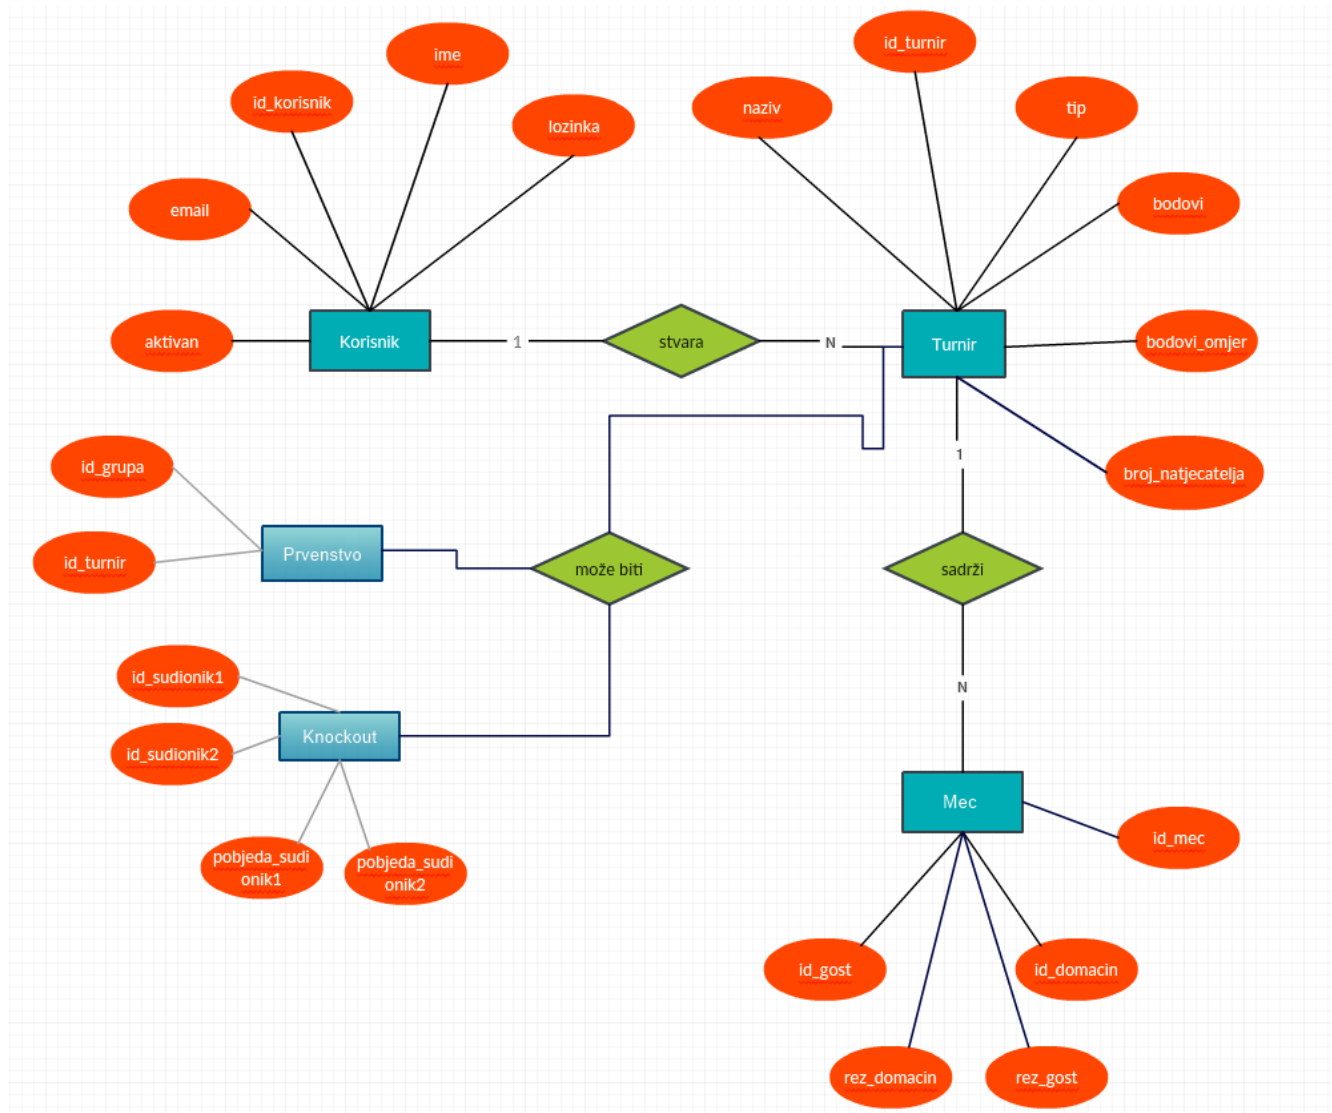 id_turnir
ime
id_korisnik
naziv
tip
lozinka
email
bodovi
aktivan
Korisnik
1
stvara
N
Turnir
bodovi_omjer
id_grupa
1
broj_natjecatelja
Prvenstvo
id_turnir
može biti
sadrži
id_sudionik1
N
Knockout
id_sudionik2
Mec
id_mec
pobjeda_sudi
onik1
pobjeda_sudi
onik2
id_gost
id_domacin
rez_domacin
rez_gost